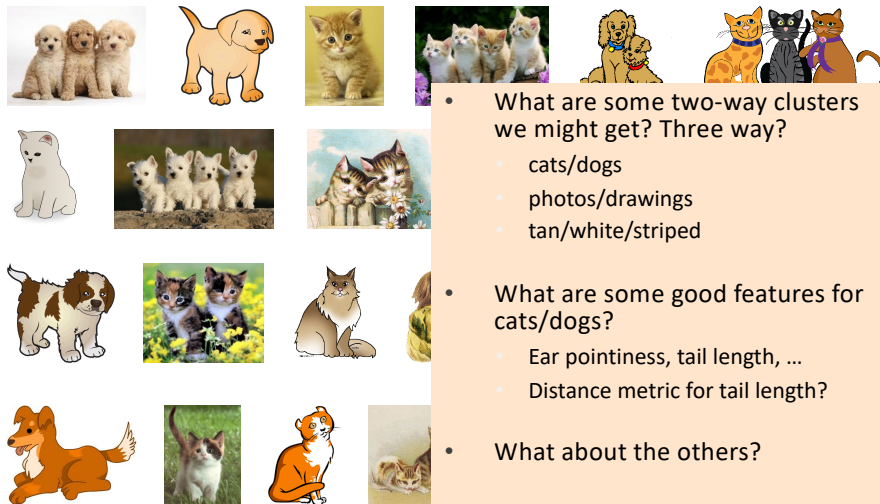 • What are some two-way clusters
we might get? Three way?
• cats/dogs
• photos/drawings
• tan/white/striped
• What are some good features for
cats/dogs?
• Ear pointiness, tail length, …
• Distance metric for tail length?
• What about the others?